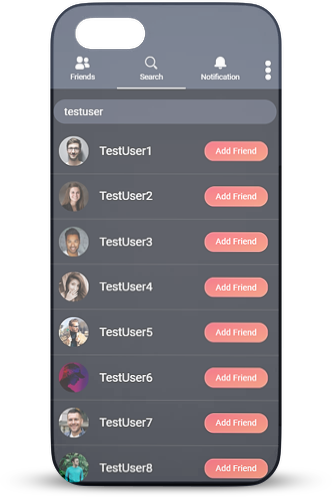 Friends Search Notification
testuser
TestUser1 Add Friend
TestUser2 Add Friend
TestUser3 Add Friend
TestUser4 Add Friend
TestUser5 Add Friend
TestUser6 Add Friend
TestUser7 Add Friend
TestUser8 Add Friend